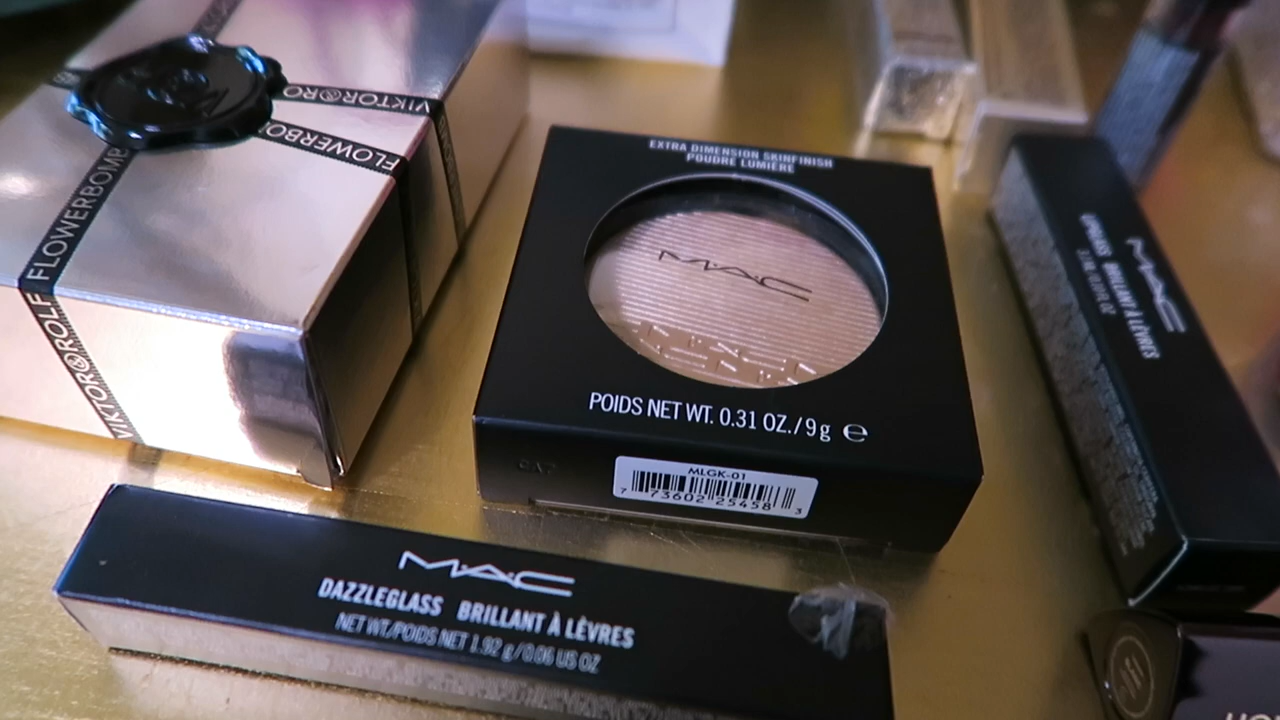 VIKTOR&RO
FLOWERBO
FLOWERBOMB
VIKTOR&ROLF
EXTRA DIMENSION SKINFINISH
POUDRE LUMIÈRE
M·A·C
POIDS NET WT. 0.31 OZ./9g ℮
MLGK-01
7 73602 25458 3
M·A·C
LIPGLASS BRILLANT À LÈVRES
M·A·C
DAZZLEGLASS BRILLANT À LÈVRES
NET WT./POIDS NET 1.92 g/0.06 US OZ